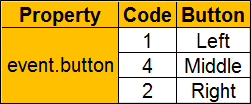 Property Code Button
event.button 1 Left
4 Middle
2 Right